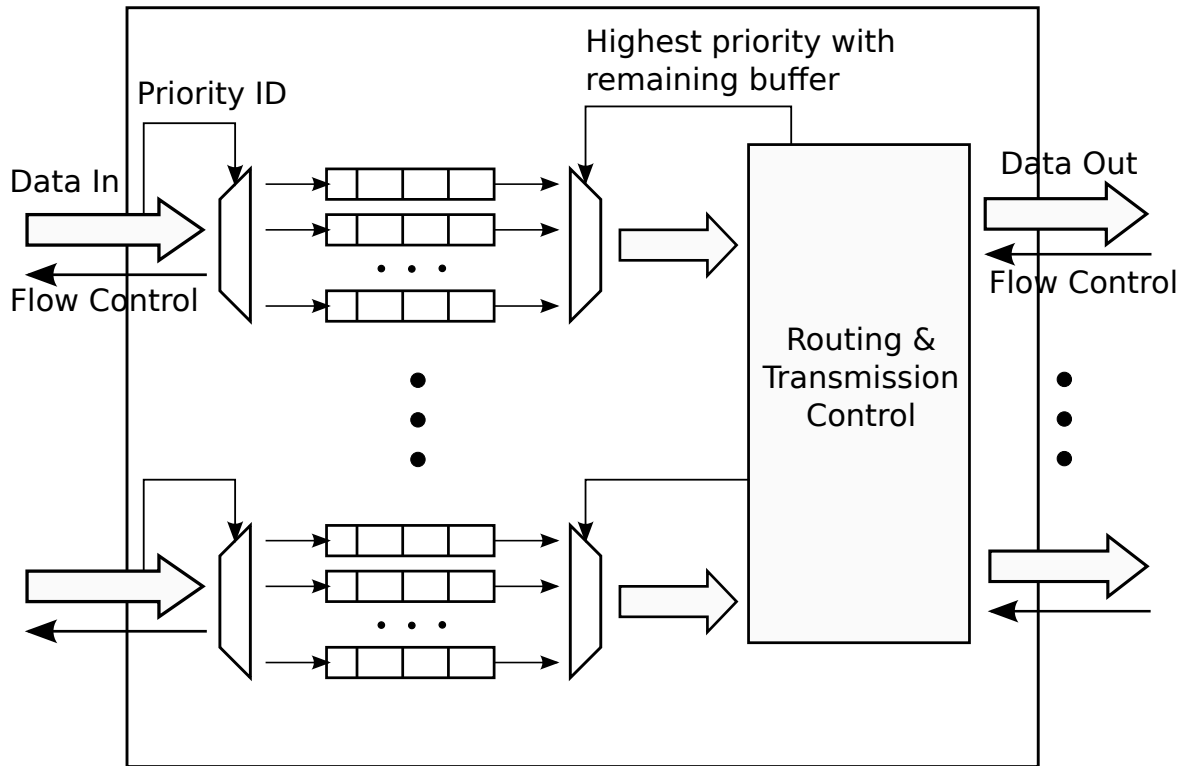 Highest priority with
remaining buffer
Priority ID
Data In
Data Out
Flow Control
Flow Control
Routing &
Transmission
Control